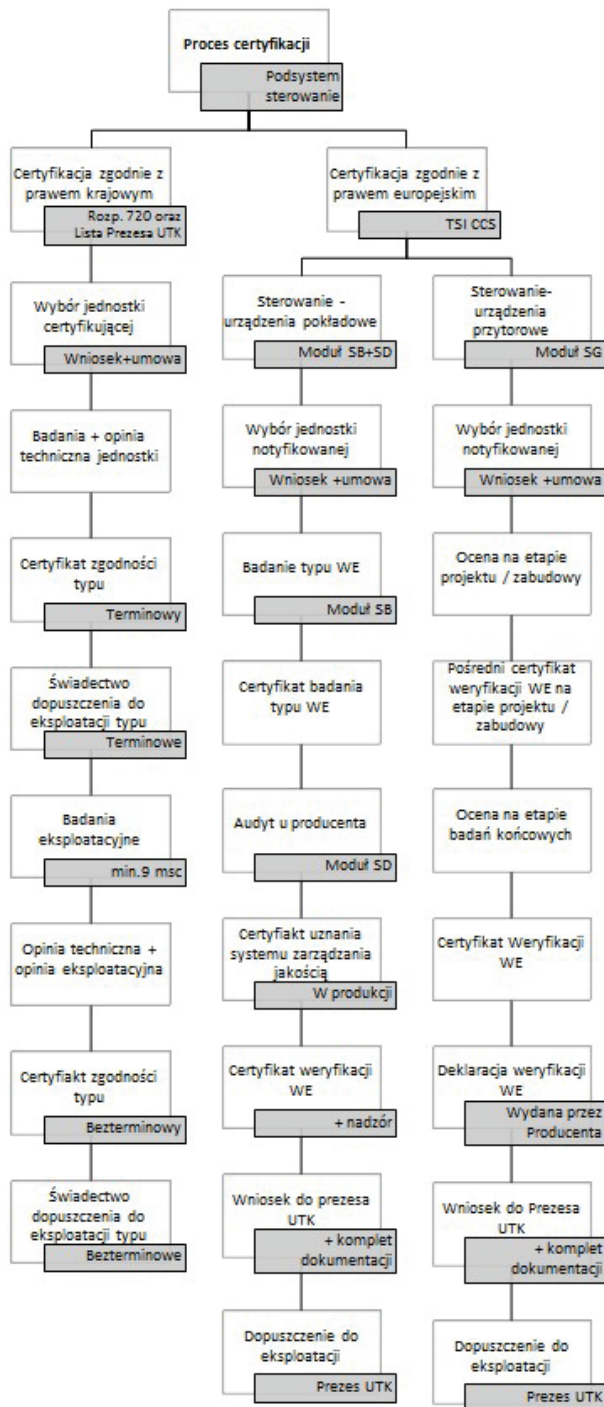 Proces certyfikacji
Podsystem
sterowanie
Certyfikacja zgodnie z
prawem krajowym
Rozp. 720 oraz
Lista Prezesa UTK
Wybór jednostki
certyfikującej
Wniosek+umowa
Badania + opinia
techniczna jednostki
Certyfikat zgodności
typu
Terminowy
Świadectwo
dopuszczenia do
eksploatacji typu
Terminowe
Badania
eksploatacyjne
min.9 msc
Opinia techniczna +
opinia eksploatacyjna
Certyfiakt zgodności
typu
Bezterminowy
Świadectwo
dopuszczenia do
eksploatacji typu
Bezterminowe
Certyfikacja zgodnie z
prawem europejskim
TSI CCS
Sterowanie -
urządzenia pokładowe
Moduł SB+SD
Wybór jednostki
notyfikowanej
Wniosek +umowa
Badanie typu WE
Moduł SB
Certyfikat badania
typu WE
Audyt u producenta
Moduł SD
Certyfiakt uznania
systemu zarządzania
jakością
W produkcji
Certyfikat weryfikacji
WE
+ nadzór
Wniosek do prezesa
UTK
+ komplet
dokumentacji
Dopuszczenie do
eksploatacji
Prezes UTK
Sterowanie-
urządzenia
przytorowe
Moduł SG
Wybór jednostki
notyfikowanej
Wniosek +umowa
Ocena na etapie
projektu / zabudowy
Pośredni certyfikat
weryfikacji WE na
etapie projektu /
zabudowy
Ocena na etapie
badań końcowych
Certyfikat Weryfikacji
WE
Deklaracja weryfikacji
WE
Wydana przez
Producenta
Wniosek do Prezesa
UTK
+ komplet
dokumentacji
Dopuszczenie do
eksploatacji
Prezes UTK